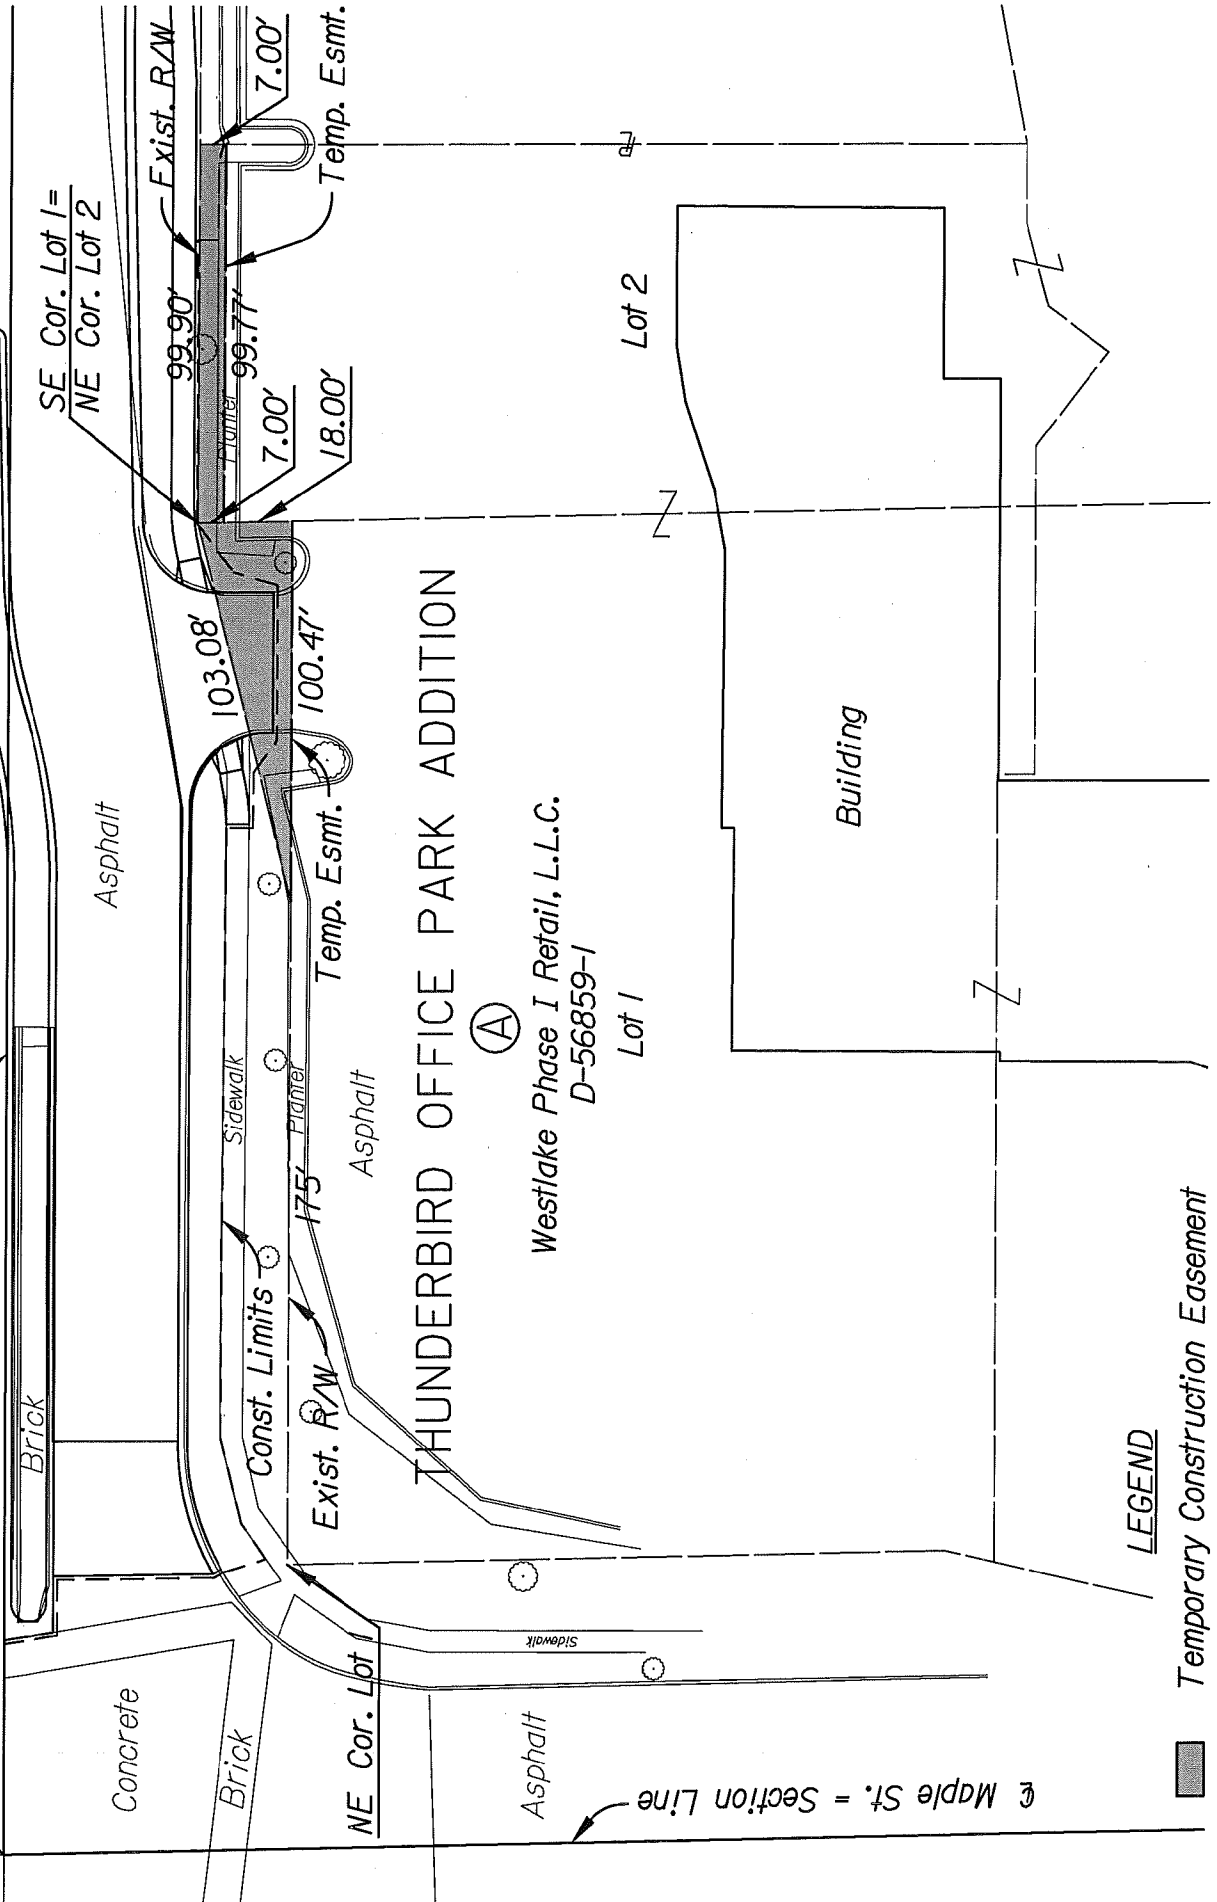 SE Cor. Lot 1=
NE Cor. Lot 2
Exist. R/W
7.00'
Temp. Esmt.
99.90'
99.77'
Planter
7.00'
18.00'
103.08'
100.47'
Temp. Esmt.
Asphalt
Sidewalk
Planter
175'
Asphalt
Const. Limits
Exist. R/W
Brick
THUNDERBIRD OFFICE PARK ADDITION
A
Westlake Phase I Retail, L.L.C.
D-56859-1
Lot 1
Lot 2
Building
PL
Z
Z
Z
Concrete
Brick
NE Cor. Lot
Asphalt
Sidewalk
℄ Maple St. = Section Line
LEGEND
Temporary Construction Easement